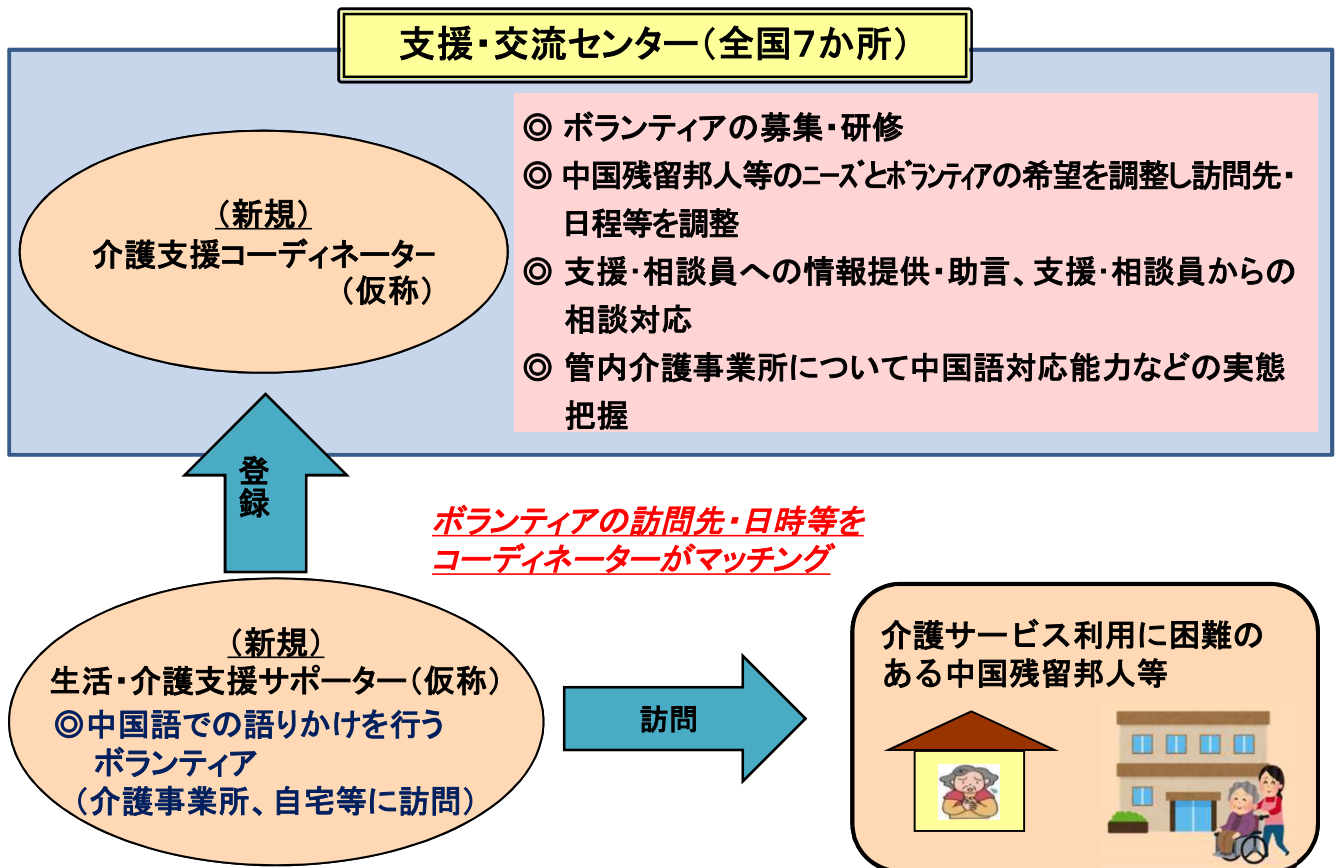 支援・交流センター（全国７か所）
（新規）
介護支援コーディネーター
（仮称）
◎ ボランティアの募集・研修
◎ 中国残留邦人等のニーズとボランティアの希望を調整し訪問先・
日程等を調整
◎ 支援・相談員への情報提供・助言、支援・相談員からの
相談対応
◎ 管内介護事業所について中国語対応能力などの実態
把握
登録
ボランティアの訪問先・日時等を
コーディネーターがマッチング
（新規）
生活・介護支援サポーター（仮称）
◎中国語での語りかけを行う
ボランティア
（介護事業所、自宅等に訪問）
訪問
介護サービス利用に困難の
ある中国残留邦人等